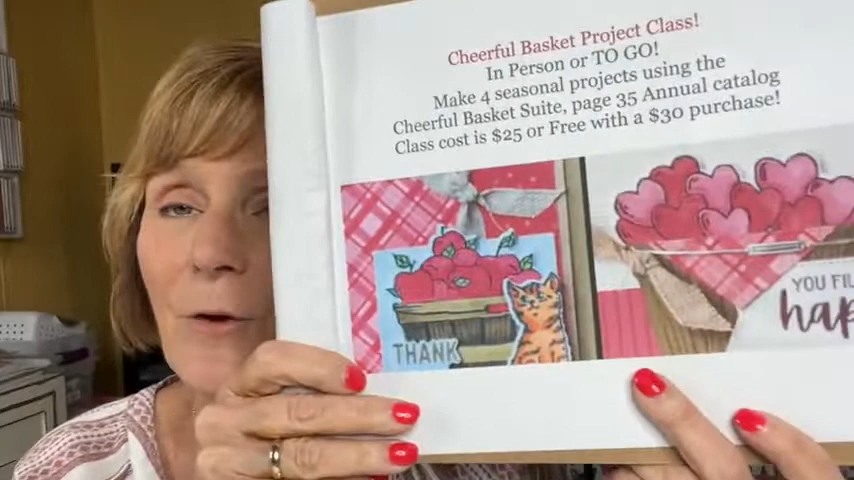 Cheerful Basket Project Class!
In Person or TO GO!
Make 4 seasonal projects using the
Cheerful Basket Suite, page 35 Annual catalog
Class cost is $25 or Free with a $30 purchase!
THANK
YOU FIL
hap